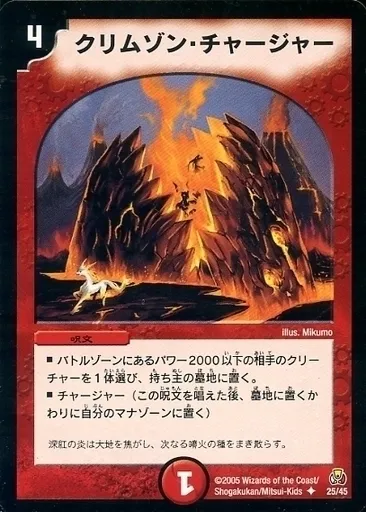 4
クリムゾン・チャージャー
illus. Mikumo
呪文
■ バトルゾーンにあるパワー2000以下の相手のクリー
チャーを1体選び、持ち主の墓地に置く。
■ チャージャー（この呪文を唱えた後、墓地に置くか
わりに自分のマナゾーンに置く）
深紅の炎は大地を焦がし、次なる噴火の種をまき散らす。
1
©2005 Wizards of the Coast/
Shogakukan/Mitsui-Kids
25/45